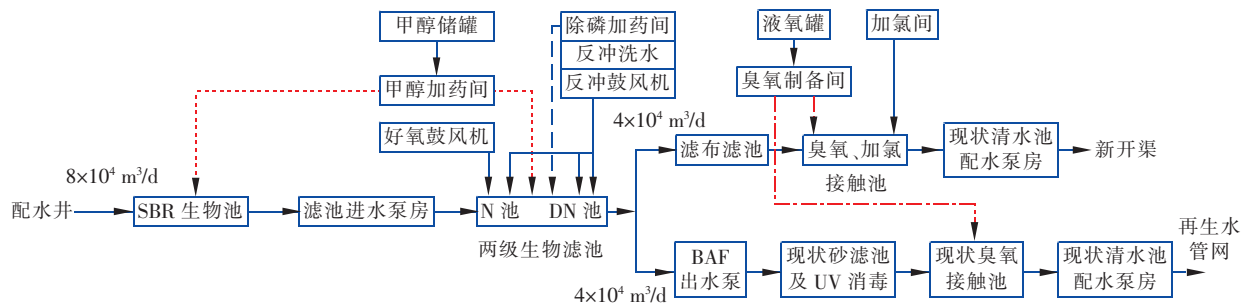 甲醇储罐
除磷加药间
反冲洗水
反冲鼓风机
液氧罐
加氯间
甲醇加药间
臭氧制备间
好氧鼓风机
4×10⁴ m³/d
滤布滤池
臭氧、加氯
接触池
现状清水池
配水泵房
新开渠
8×10⁴ m³/d
配水井
SBR 生物池
滤池进水泵房
N 池 DN 池
两级生物滤池
4×10⁴ m³/d
BAF
出水泵
现状砂滤池
及 UV 消毒
现状臭氧
接触池
现状清水池
配水泵房
再生水
管网